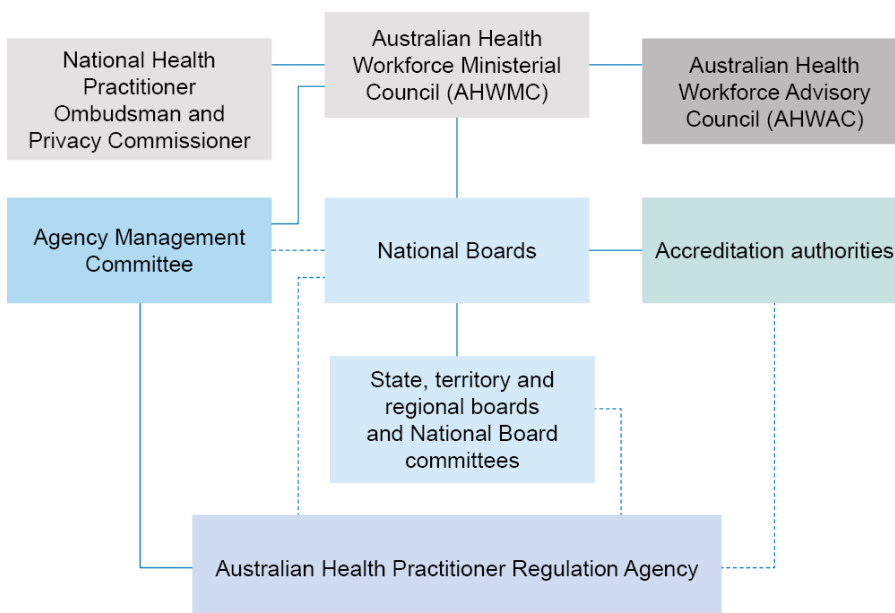 National Health
Practitioner
Ombudsman and
Privacy Commissioner
Australian Health
Workforce Ministerial
Council (AHWMC)
Australian Health
Workforce Advisory
Council (AHWAC)
Agency Management
Committee
National Boards
Accreditation authorities
State, territory and
regional boards
and National Board
committees
Australian Health Practitioner Regulation Agency